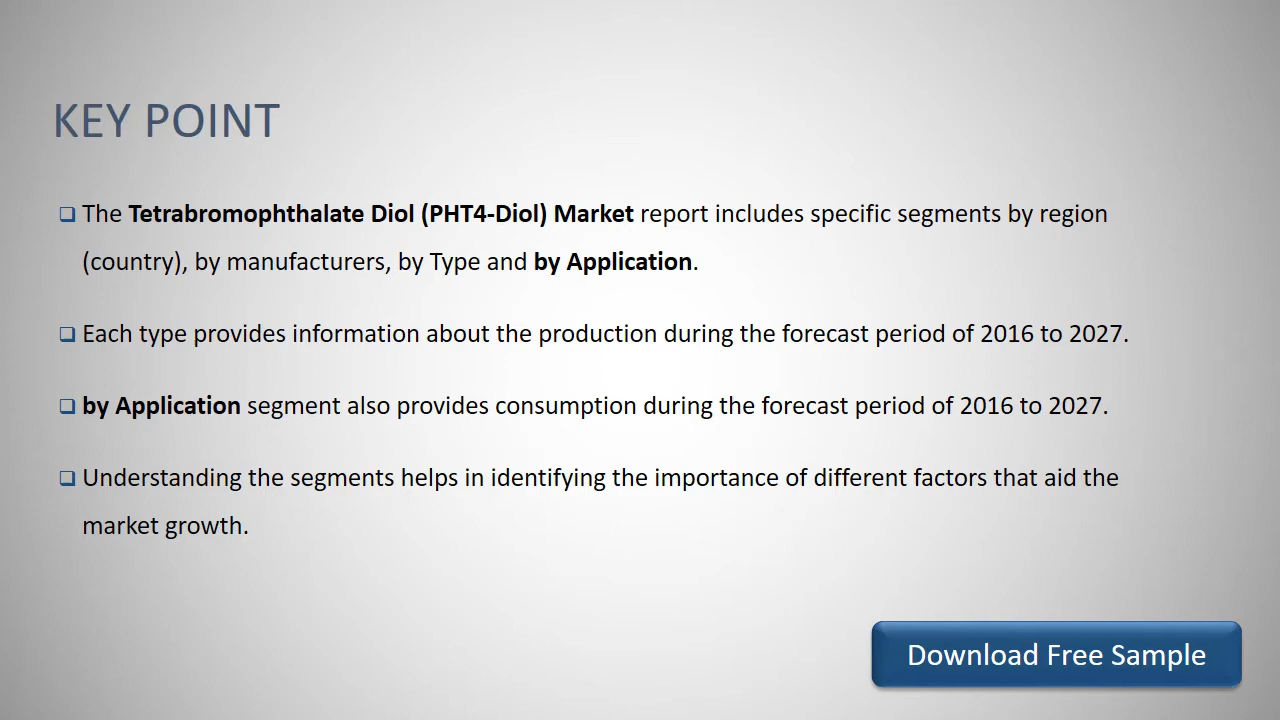 KEY POINT
❑ The Tetrabromophthalate Diol (PHT4-Diol) Market report includes specific segments by region
(country), by manufacturers, by Type and by Application.
❑ Each type provides information about the production during the forecast period of 2016 to 2027.
❑ by Application segment also provides consumption during the forecast period of 2016 to 2027.
❑ Understanding the segments helps in identifying the importance of different factors that aid the
market growth.
Download Free Sample